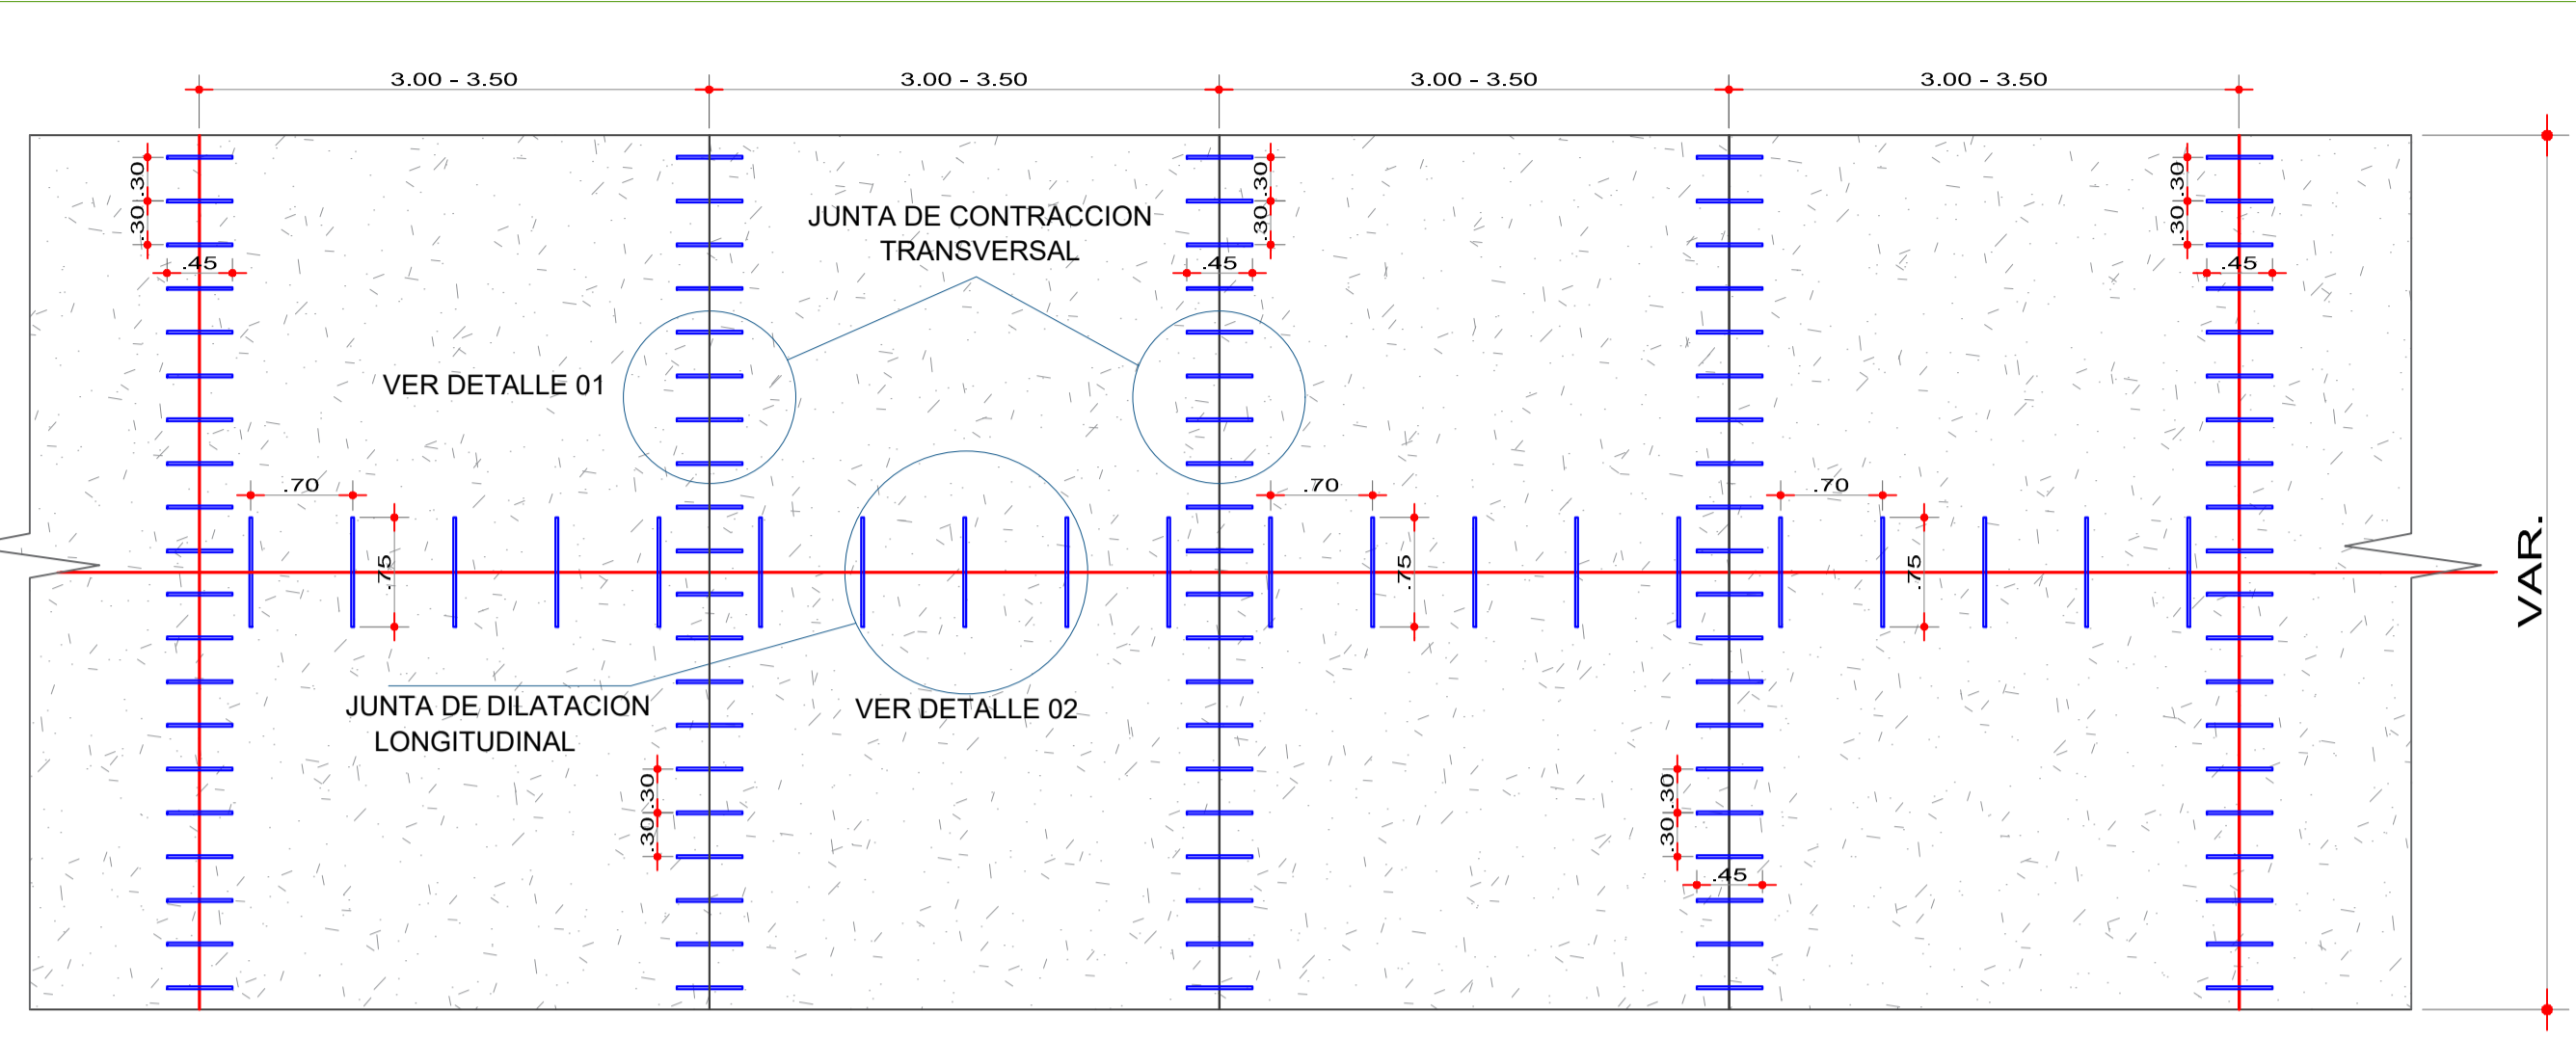 3.00 - 3.50
3.00 - 3.50
3.00 - 3.50
3.00 - 3.50
.30
.30
.45
JUNTA DE CONTRACCION
TRANSVERSAL
.30
.30
.45
.30
.30
.45
VER DETALLE 01
.70
.75
.70
.75
.70
.75
VAR.
JUNTA DE DILATACION
LONGITUDINAL
VER DETALLE 02
.30
.30
.30
.30
.45